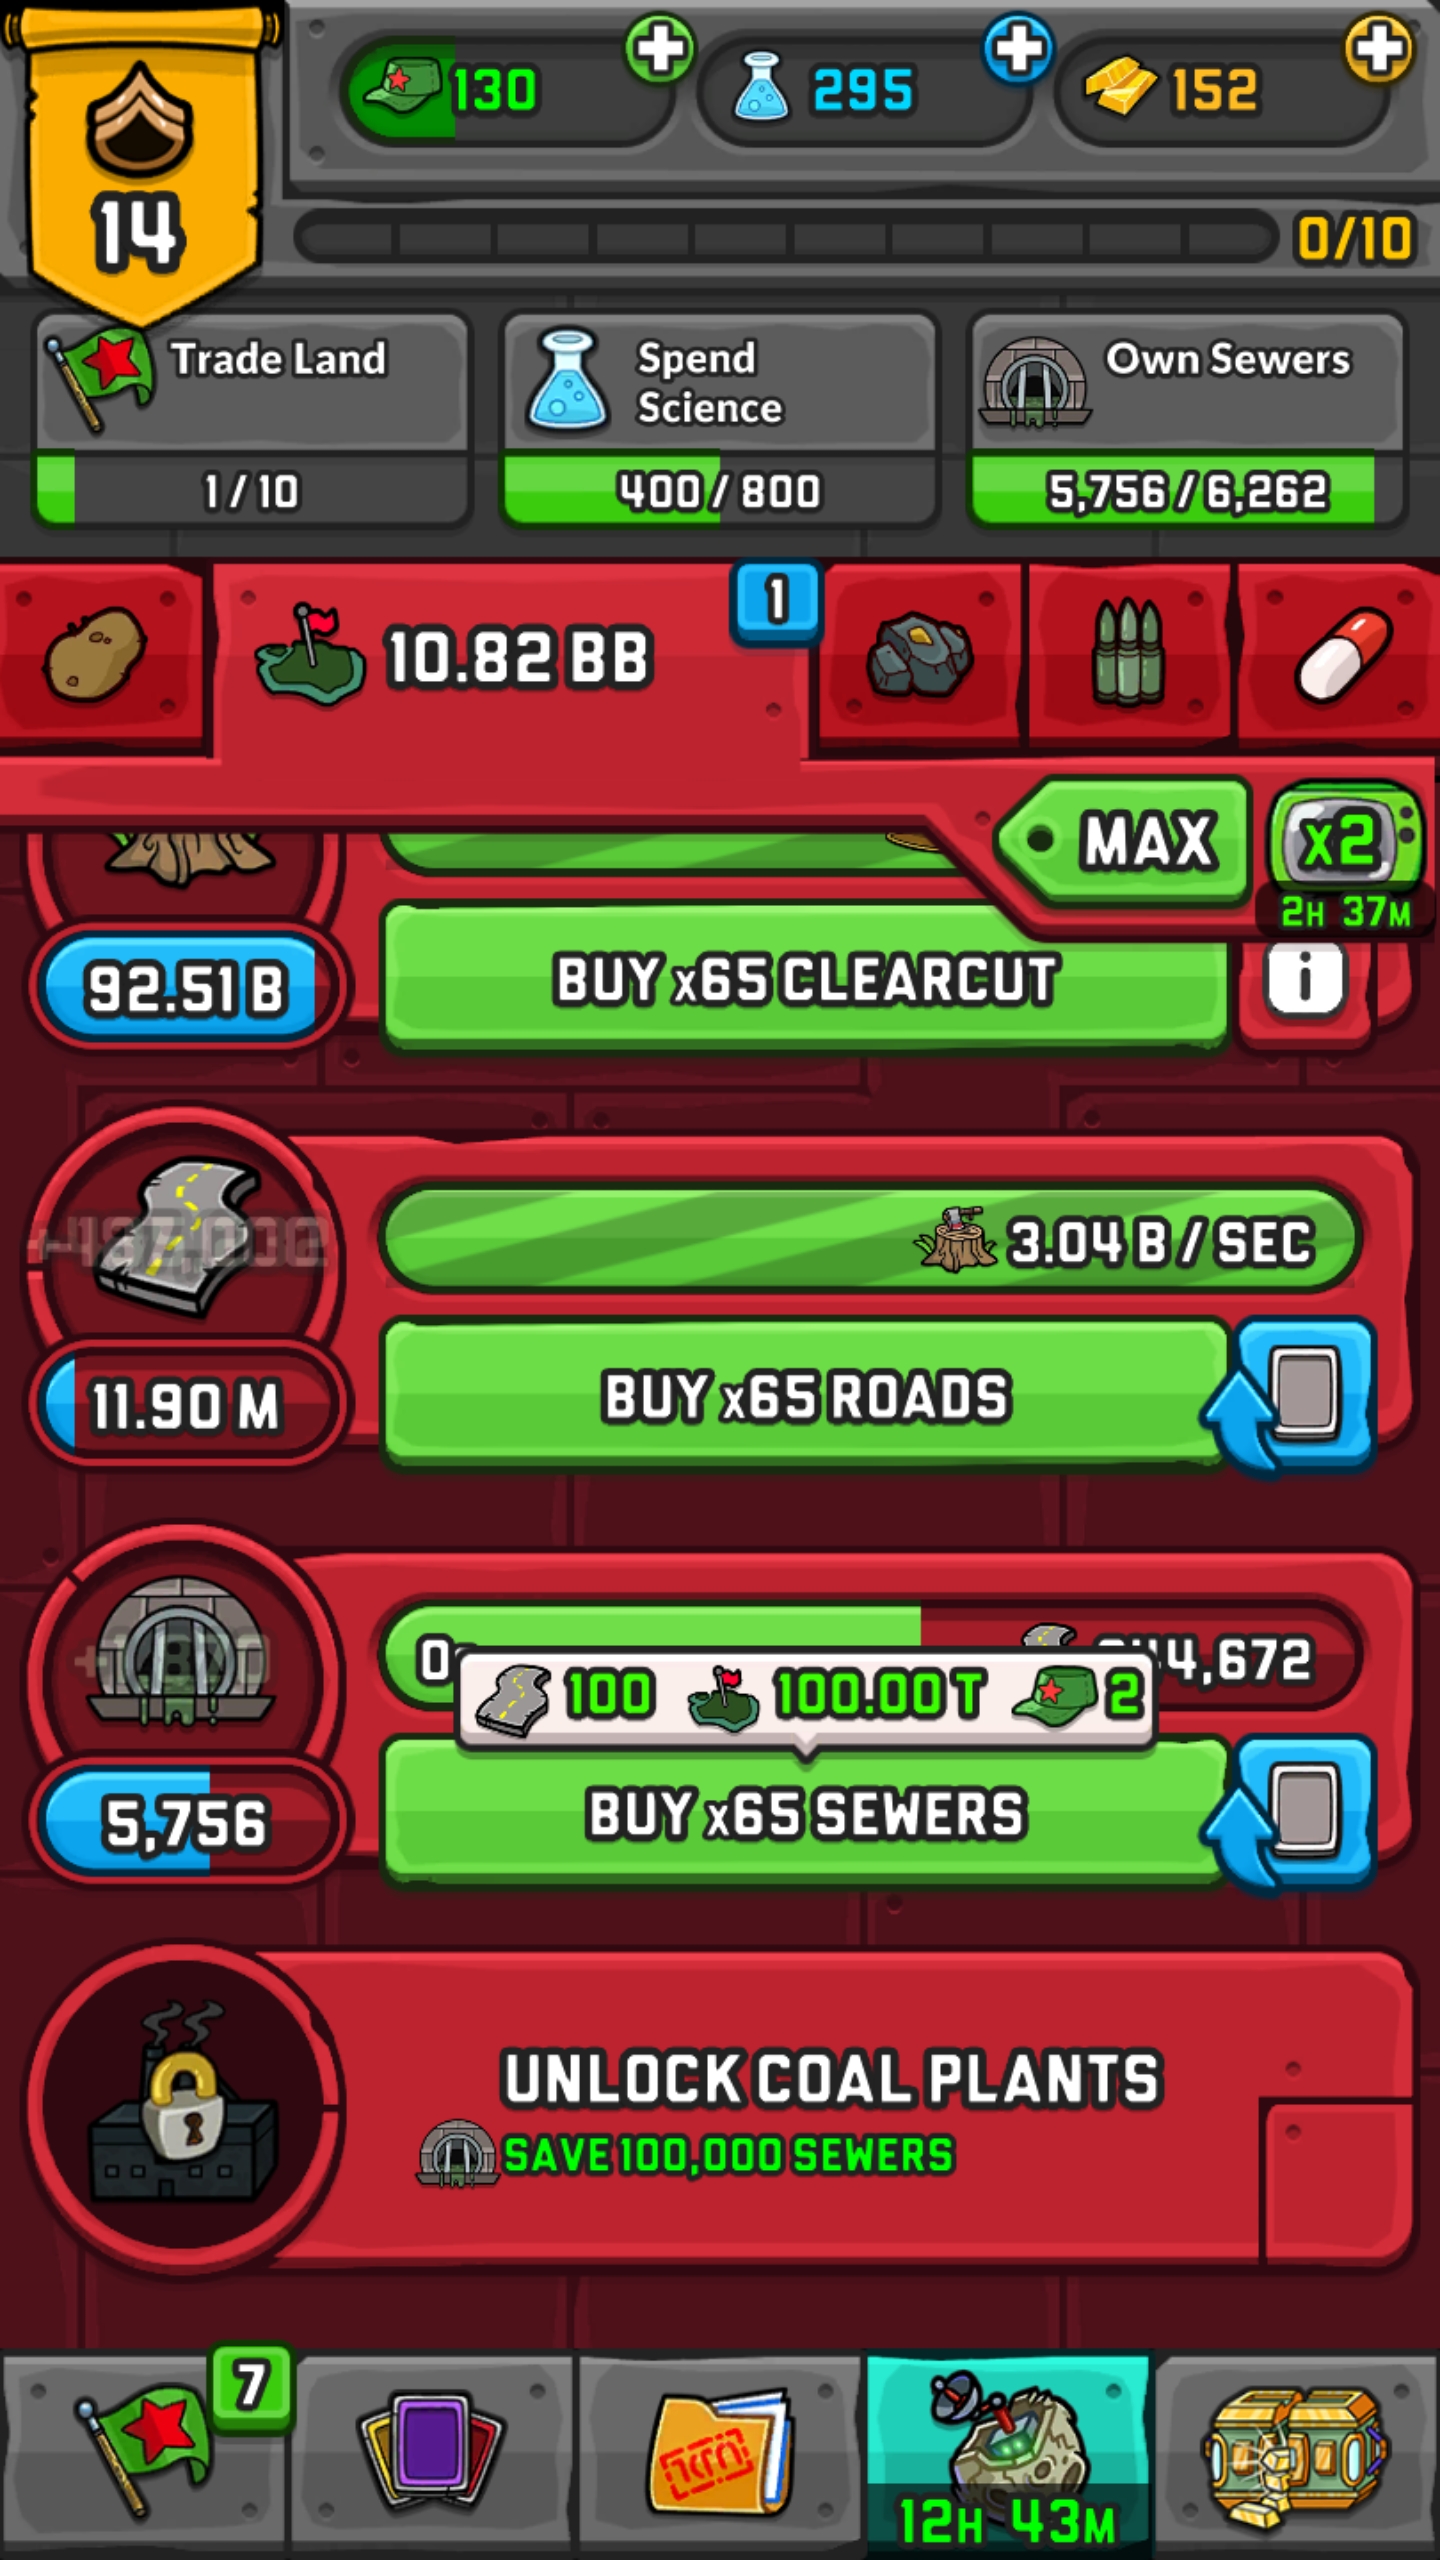 14
130
295
152
0/10
Trade Land
1/10
Spend
Science
400/800
Own Sewers
5,756/6,262
10.82 BB
1
MAX
x2
2H 37M
92.51 B
BUY x65 CLEARCUT
i
3.04 B / SEC
11.90 M
BUY x65 ROADS
100
100.00 T
2
5,756
BUY x65 SEWERS
UNLOCK COAL PLANTS
SAVE 100,000 SEWERS
7
12H 43M